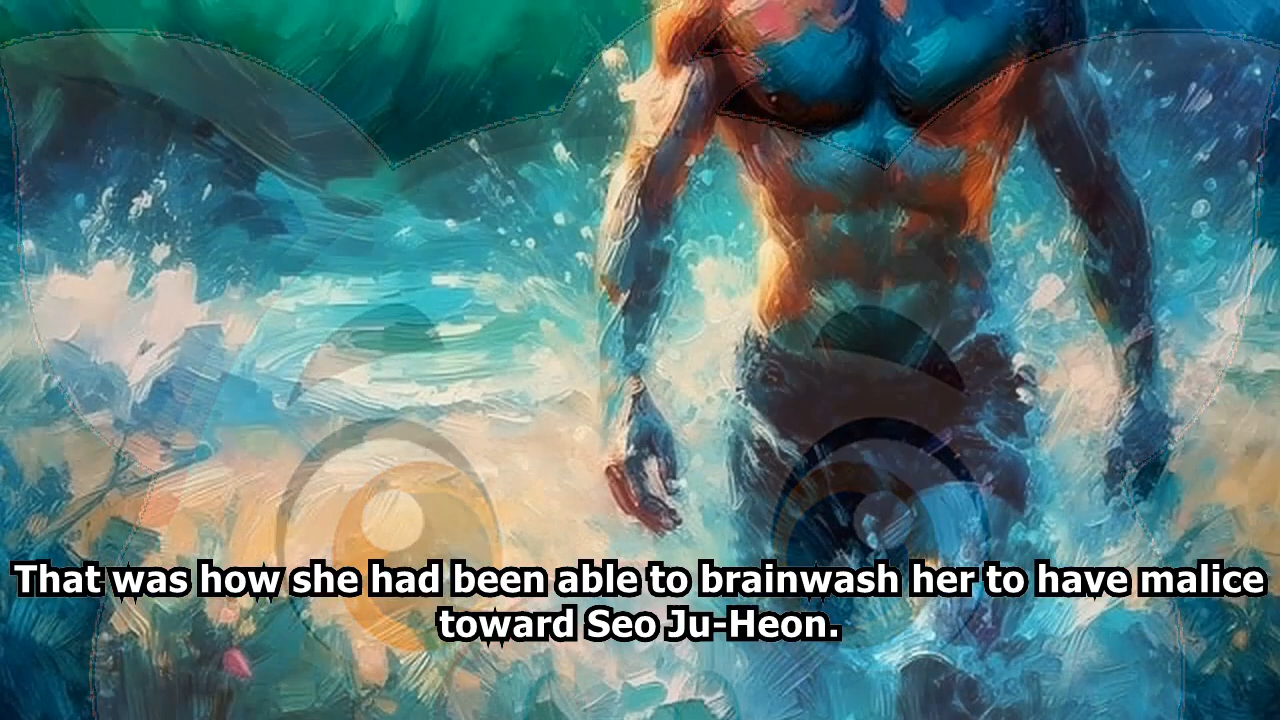 That was how she had been able to brainwash her to have malice
toward Seo Ju-Heon.